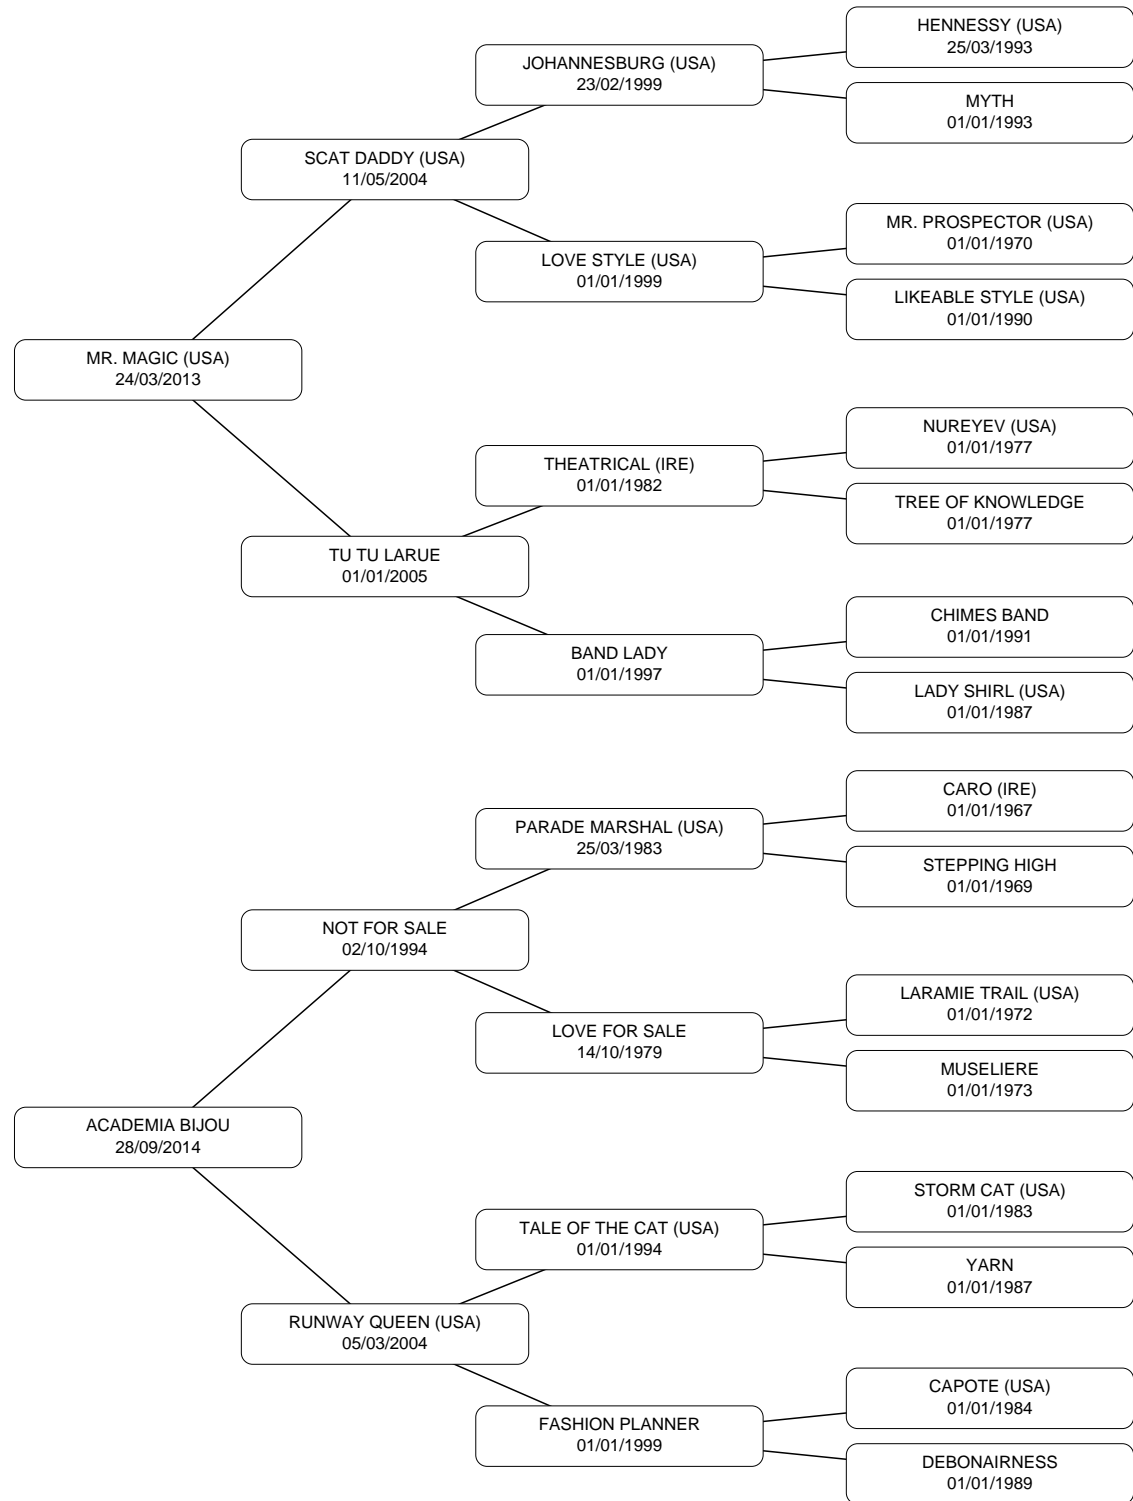 HENNESSY (USA)
25/03/1993
JOHANNESBURG (USA)
23/02/1999
MYTH
01/01/1993
SCAT DADDY (USA)
11/05/2004
MR. PROSPECTOR (USA)
01/01/1970
LOVE STYLE (USA)
01/01/1999
LIKEABLE STYLE (USA)
01/01/1990
MR. MAGIC (USA)
24/03/2013
NUREYEV (USA)
01/01/1977
THEATRICAL (IRE)
01/01/1982
TREE OF KNOWLEDGE
01/01/1977
TU TU LARUE
01/01/2005
CHIMES BAND
01/01/1991
BAND LADY
01/01/1997
LADY SHIRL (USA)
01/01/1987
CARO (IRE)
01/01/1967
PARADE MARSHAL (USA)
25/03/1983
STEPPING HIGH
01/01/1969
NOT FOR SALE
02/10/1994
LARAMIE TRAIL (USA)
01/01/1972
LOVE FOR SALE
14/10/1979
MUSELIERE
01/01/1973
ACADEMIA BIJOU
28/09/2014
STORM CAT (USA)
01/01/1983
TALE OF THE CAT (USA)
01/01/1994
YARN
01/01/1987
RUNWAY QUEEN (USA)
05/03/2004
CAPOTE (USA)
01/01/1984
FASHION PLANNER
01/01/1999
DEBONAIRNESS
01/01/1989